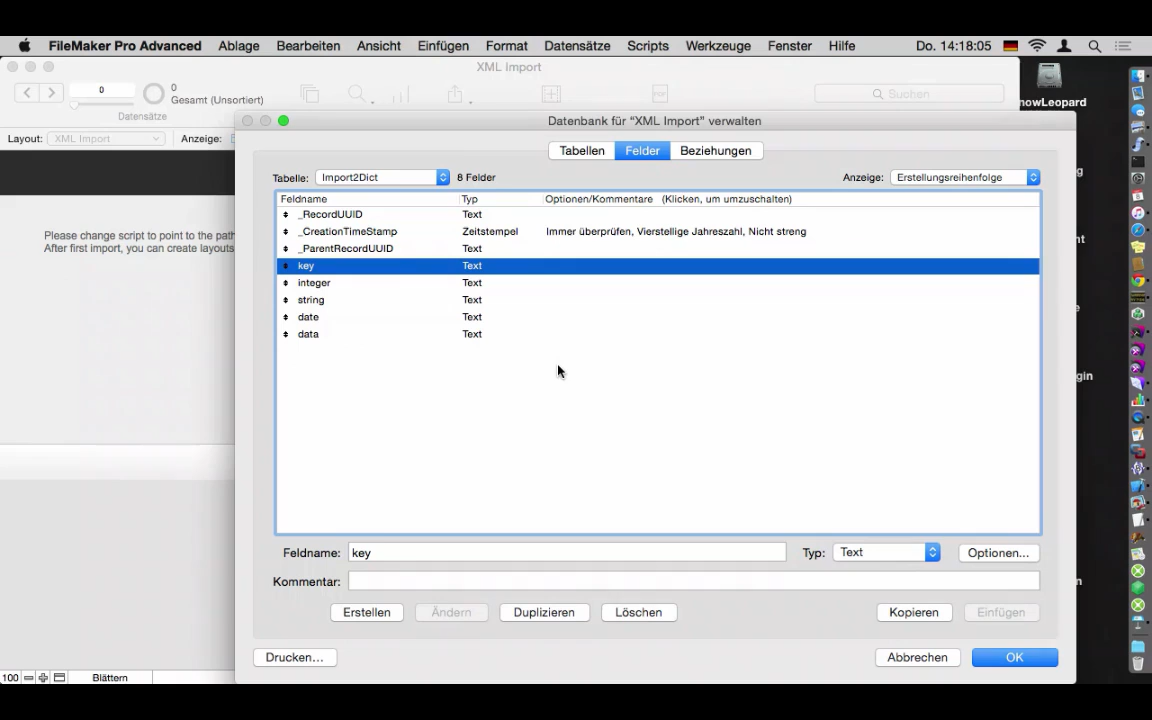 FileMaker Pro Advanced Ablage Bearbeiten Ansicht Einfügen Format Datensätze Scripts Werkzeuge Fenster Hilfe Do. 14:18:05
XML Import
0
0
Gesamt (Unsortiert)
Suchen
Datensätze
nowLeopard
Layout: XML Import Anzeige:
Datenbank für “XML Import” verwalten
Tabellen Felder Beziehungen
Tabelle: Import2Dict 8 Felder Anzeige: Erstellungsreihenfolge
Feldname Typ Optionen/Kommentare (Klicken, um umzuschalten)
_RecordUUID Text
_CreationTimeStamp Zeitstempel Immer überprüfen, Vierstellige Jahreszahl, Nicht streng
_ParentRecordUUID Text
key Text
integer Text
string Text
date Text
data Text
Please change script to point to the path
After first import, you can create layouts
Feldname: key Typ: Text Optionen...
Kommentar:
Erstellen Ändern Duplizieren Löschen Kopieren Einfügen
Drucken... Abbrechen OK
100 Blättern
g
nt
e
gin
n